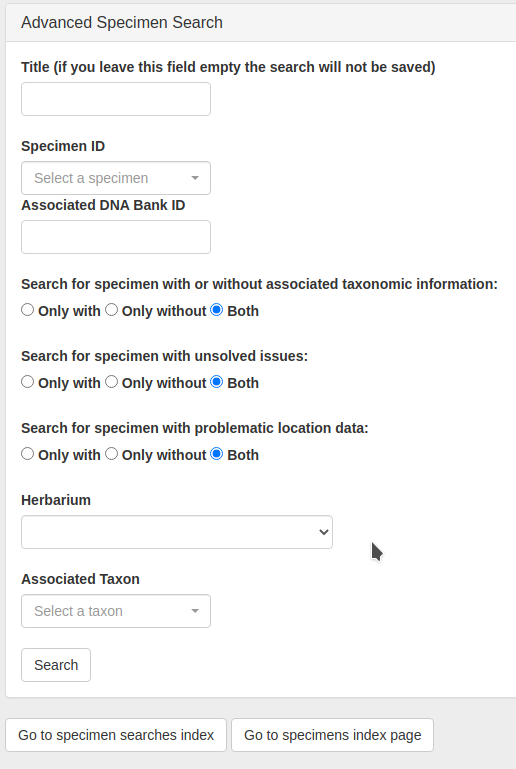 Advanced Specimen Search
Title (if you leave this field empty the search will not be saved)
Specimen ID
Select a specimen
Associated DNA Bank ID
Search for specimen with or without associated taxonomic information:
Only with Only without Both
Search for specimen with unsolved issues:
Only with Only without Both
Search for specimen with problematic location data:
Only with Only without Both
Herbarium
Associated Taxon
Select a taxon
Search
Go to specimen searches index Go to specimens index page